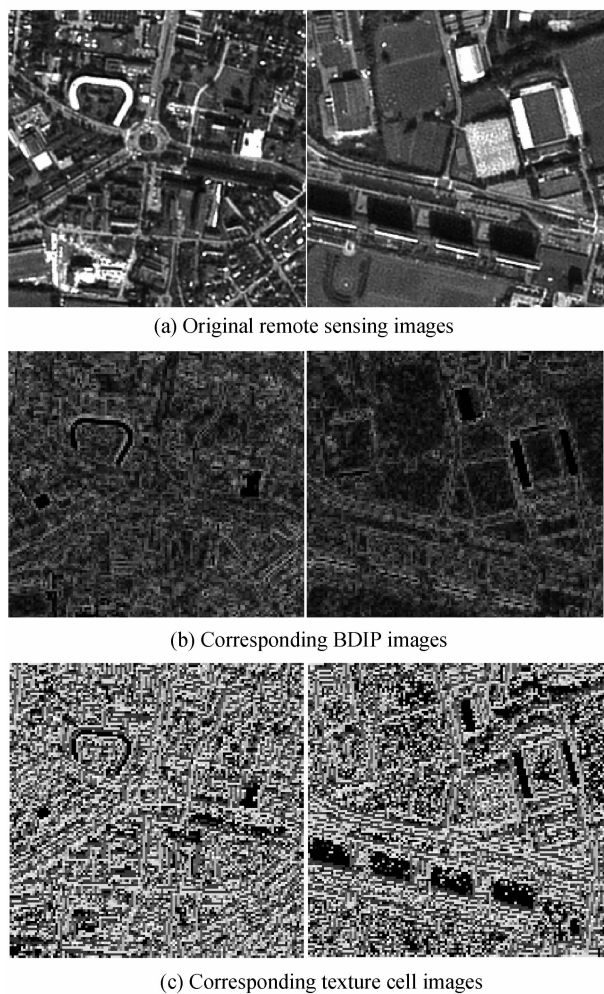 (a) Original remote sensing images
(b) Corresponding BDIP images
(c) Corresponding texture cell images